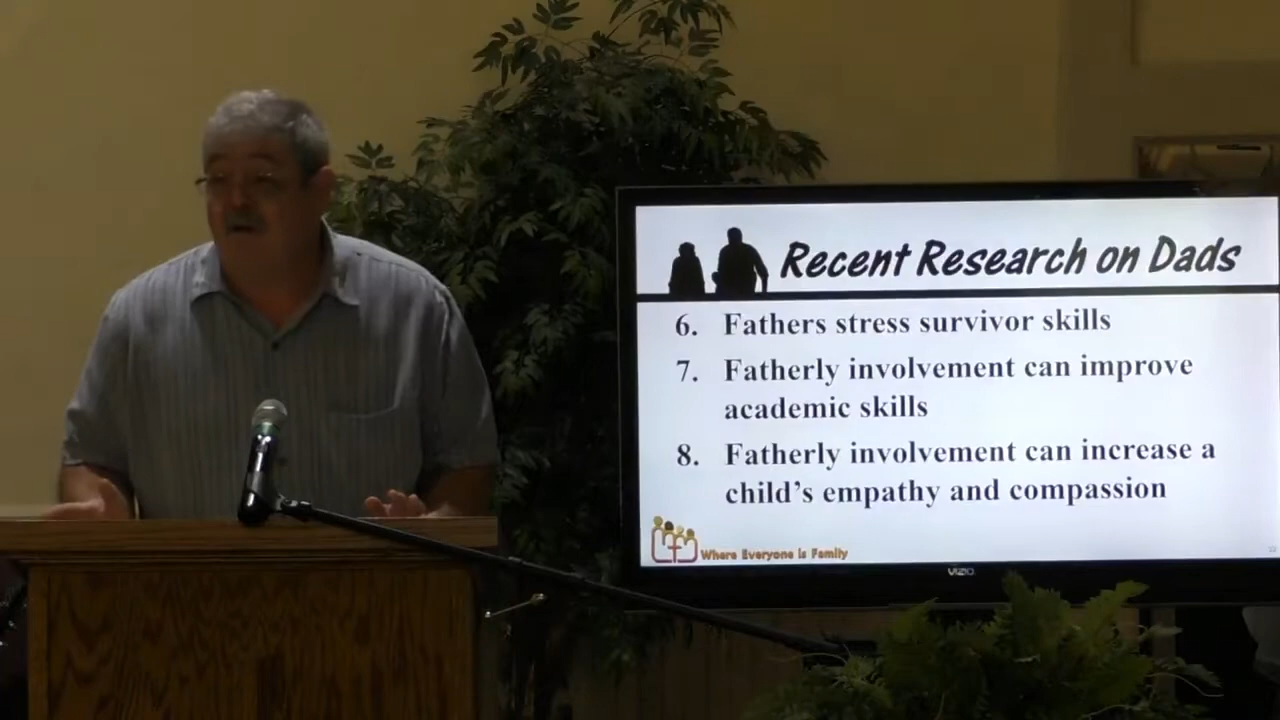 Recent Research on Dads
6. Fathers stress survivor skills
7. Fatherly involvement can improve
academic skills
8. Fatherly involvement can increase a
child's empathy and compassion
Where Everyone is Family
VIZIO